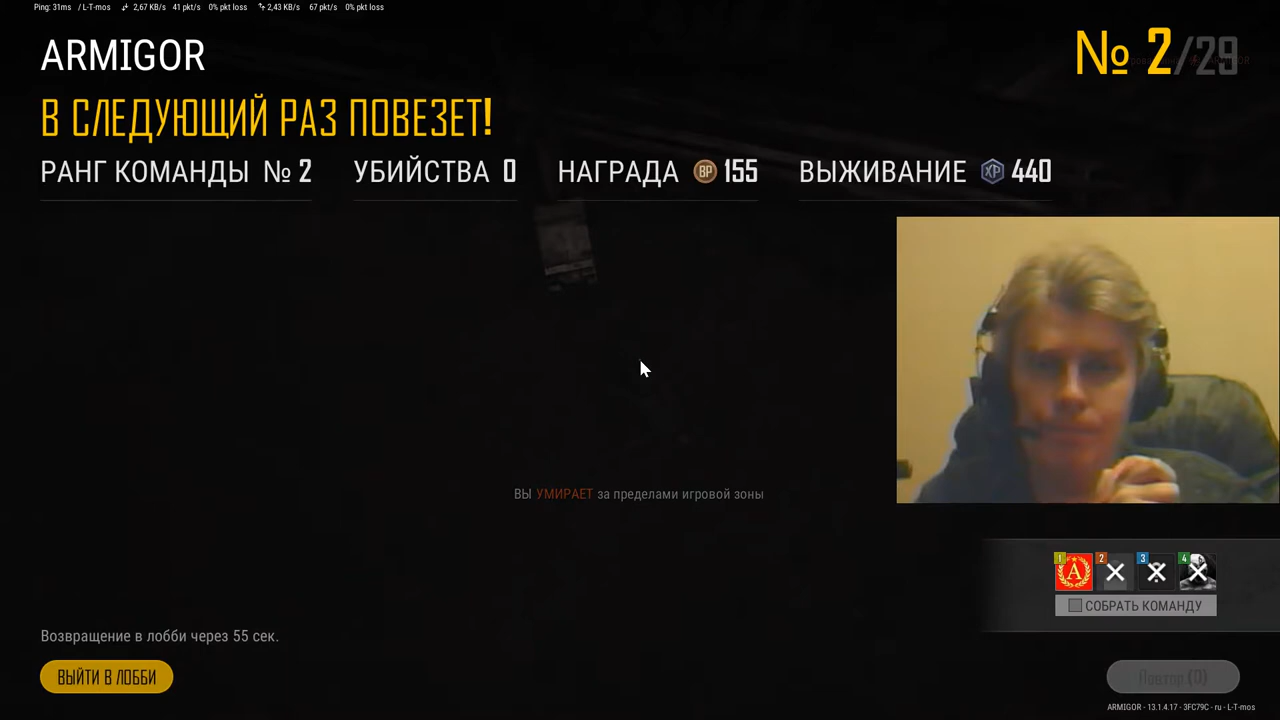 Ping: 31ms / L-T-mos 2,67 KB/s 41 pkt/s 0% pkt loss 2,43 KB/s 67 pkt/s 0% pkt loss
ARMIGOR
№ 2/29
В СЛЕДУЮЩИЙ РАЗ ПОВЕЗЕТ!
РАНГ КОМАНДЫ № 2 УБИЙСТВА 0 НАГРАДА BP 155 ВЫЖИВАНИЕ XP 440
ВЫ УМИРАЕТ за пределами игровой зоны
1 2 3 4
A
СОБРАТЬ КОМАНДУ
Возвращение в лобби через 55 сек.
ВЫЙТИ В ЛОББИ
Повтор (0)
ARMIGOR - 13.1.4.17 - 3FC79C - ru - L-T-mos